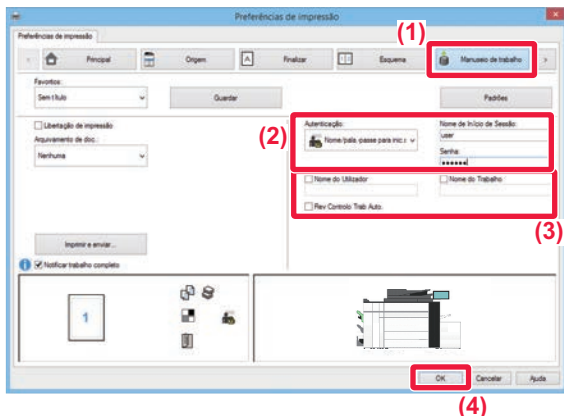 Preferências de impressão
Preferências de impressão
(1)
Principal
Origem
Finalizar
Esquema
Manuseio de trabalho
Favoritos:
Sem título
Guardar
Padrões
Libertação de impressão
Arquivamento de doc.:
Nenhuma
(2)
Autenticação:
Nome/pala.-passe para inic.s
Nome de Início de Sessão:
user
Senha:
••••••
Nome do Utilizador
Nome do Trabalho
Rev Controlo Trab Auto.
(3)
Imprimir e enviar...
Notificar trabalho completo
1
OK
Cancelar
Ajuda
(4)